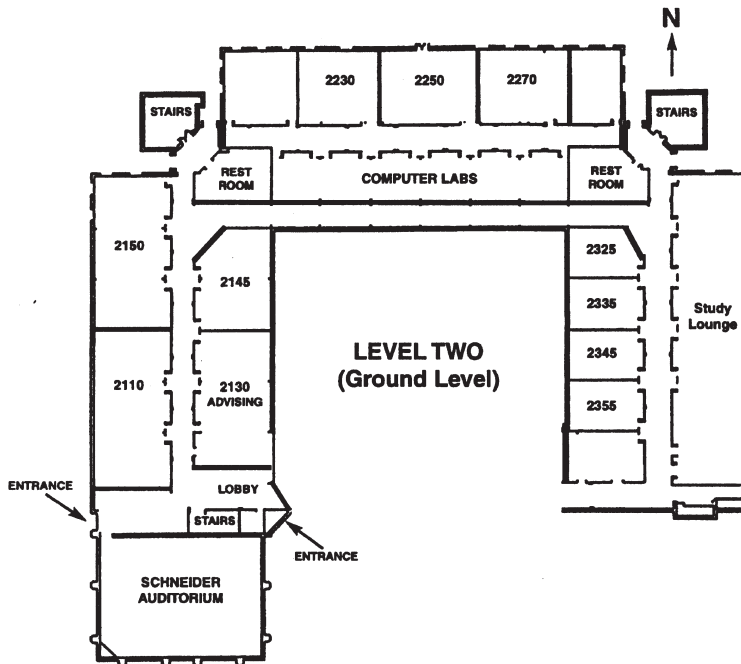 N
STAIRS
2230
2250
2270
STAIRS
REST
ROOM
COMPUTER LABS
REST
ROOM
2150
2145
2325
2335
Study
Lounge
2110
2130
ADVISING
LEVEL TWO
(Ground Level)
2345
2355
ENTRANCE
LOBBY
STAIRS
ENTRANCE
SCHNEIDER
AUDITORIUM